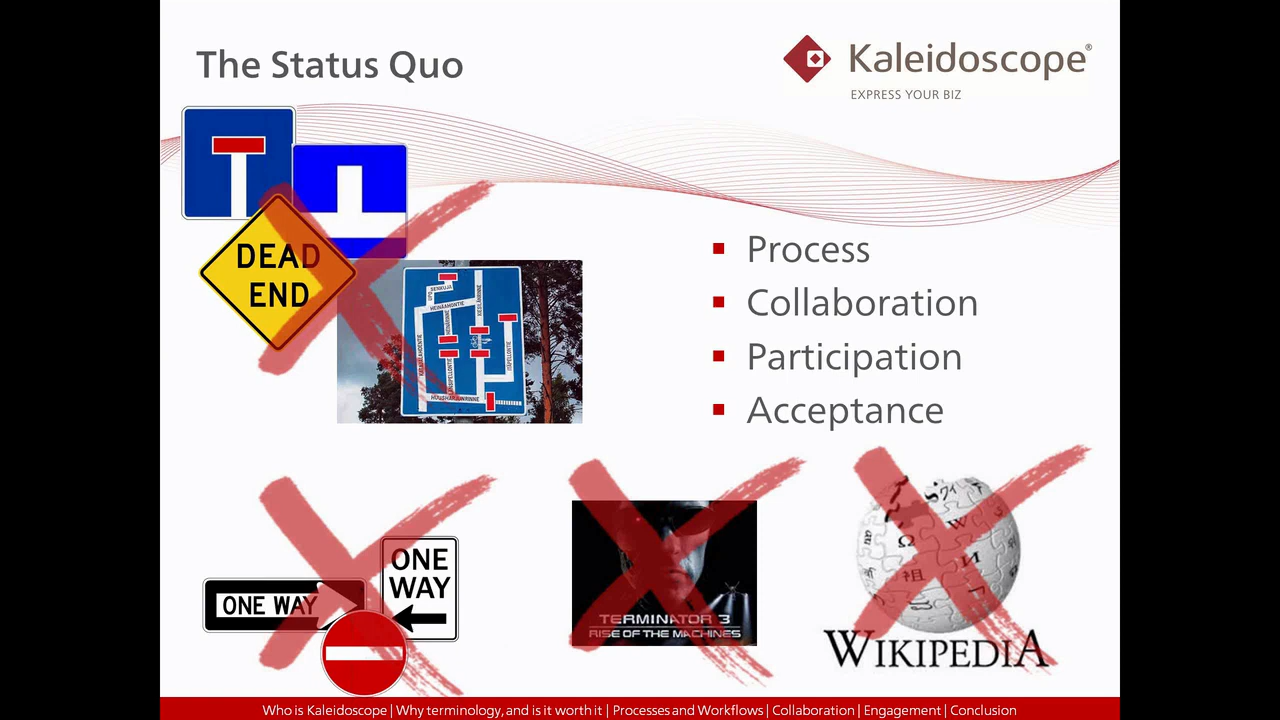 The Status Quo
Kaleidoscope®
EXPRESS YOUR BIZ
DEAD
END
HEINÄAHONTIE
Process
Collaboration
Participation
Acceptance
ONE WAY
ONE
WAY
TERMINATOR 3
RISE OF THE MACHINES
WIKIPEDIA
Who is Kaleidoscope | Why terminology, and is it worth it | Processes and Workflows | Collaboration | Engagement | Conclusion